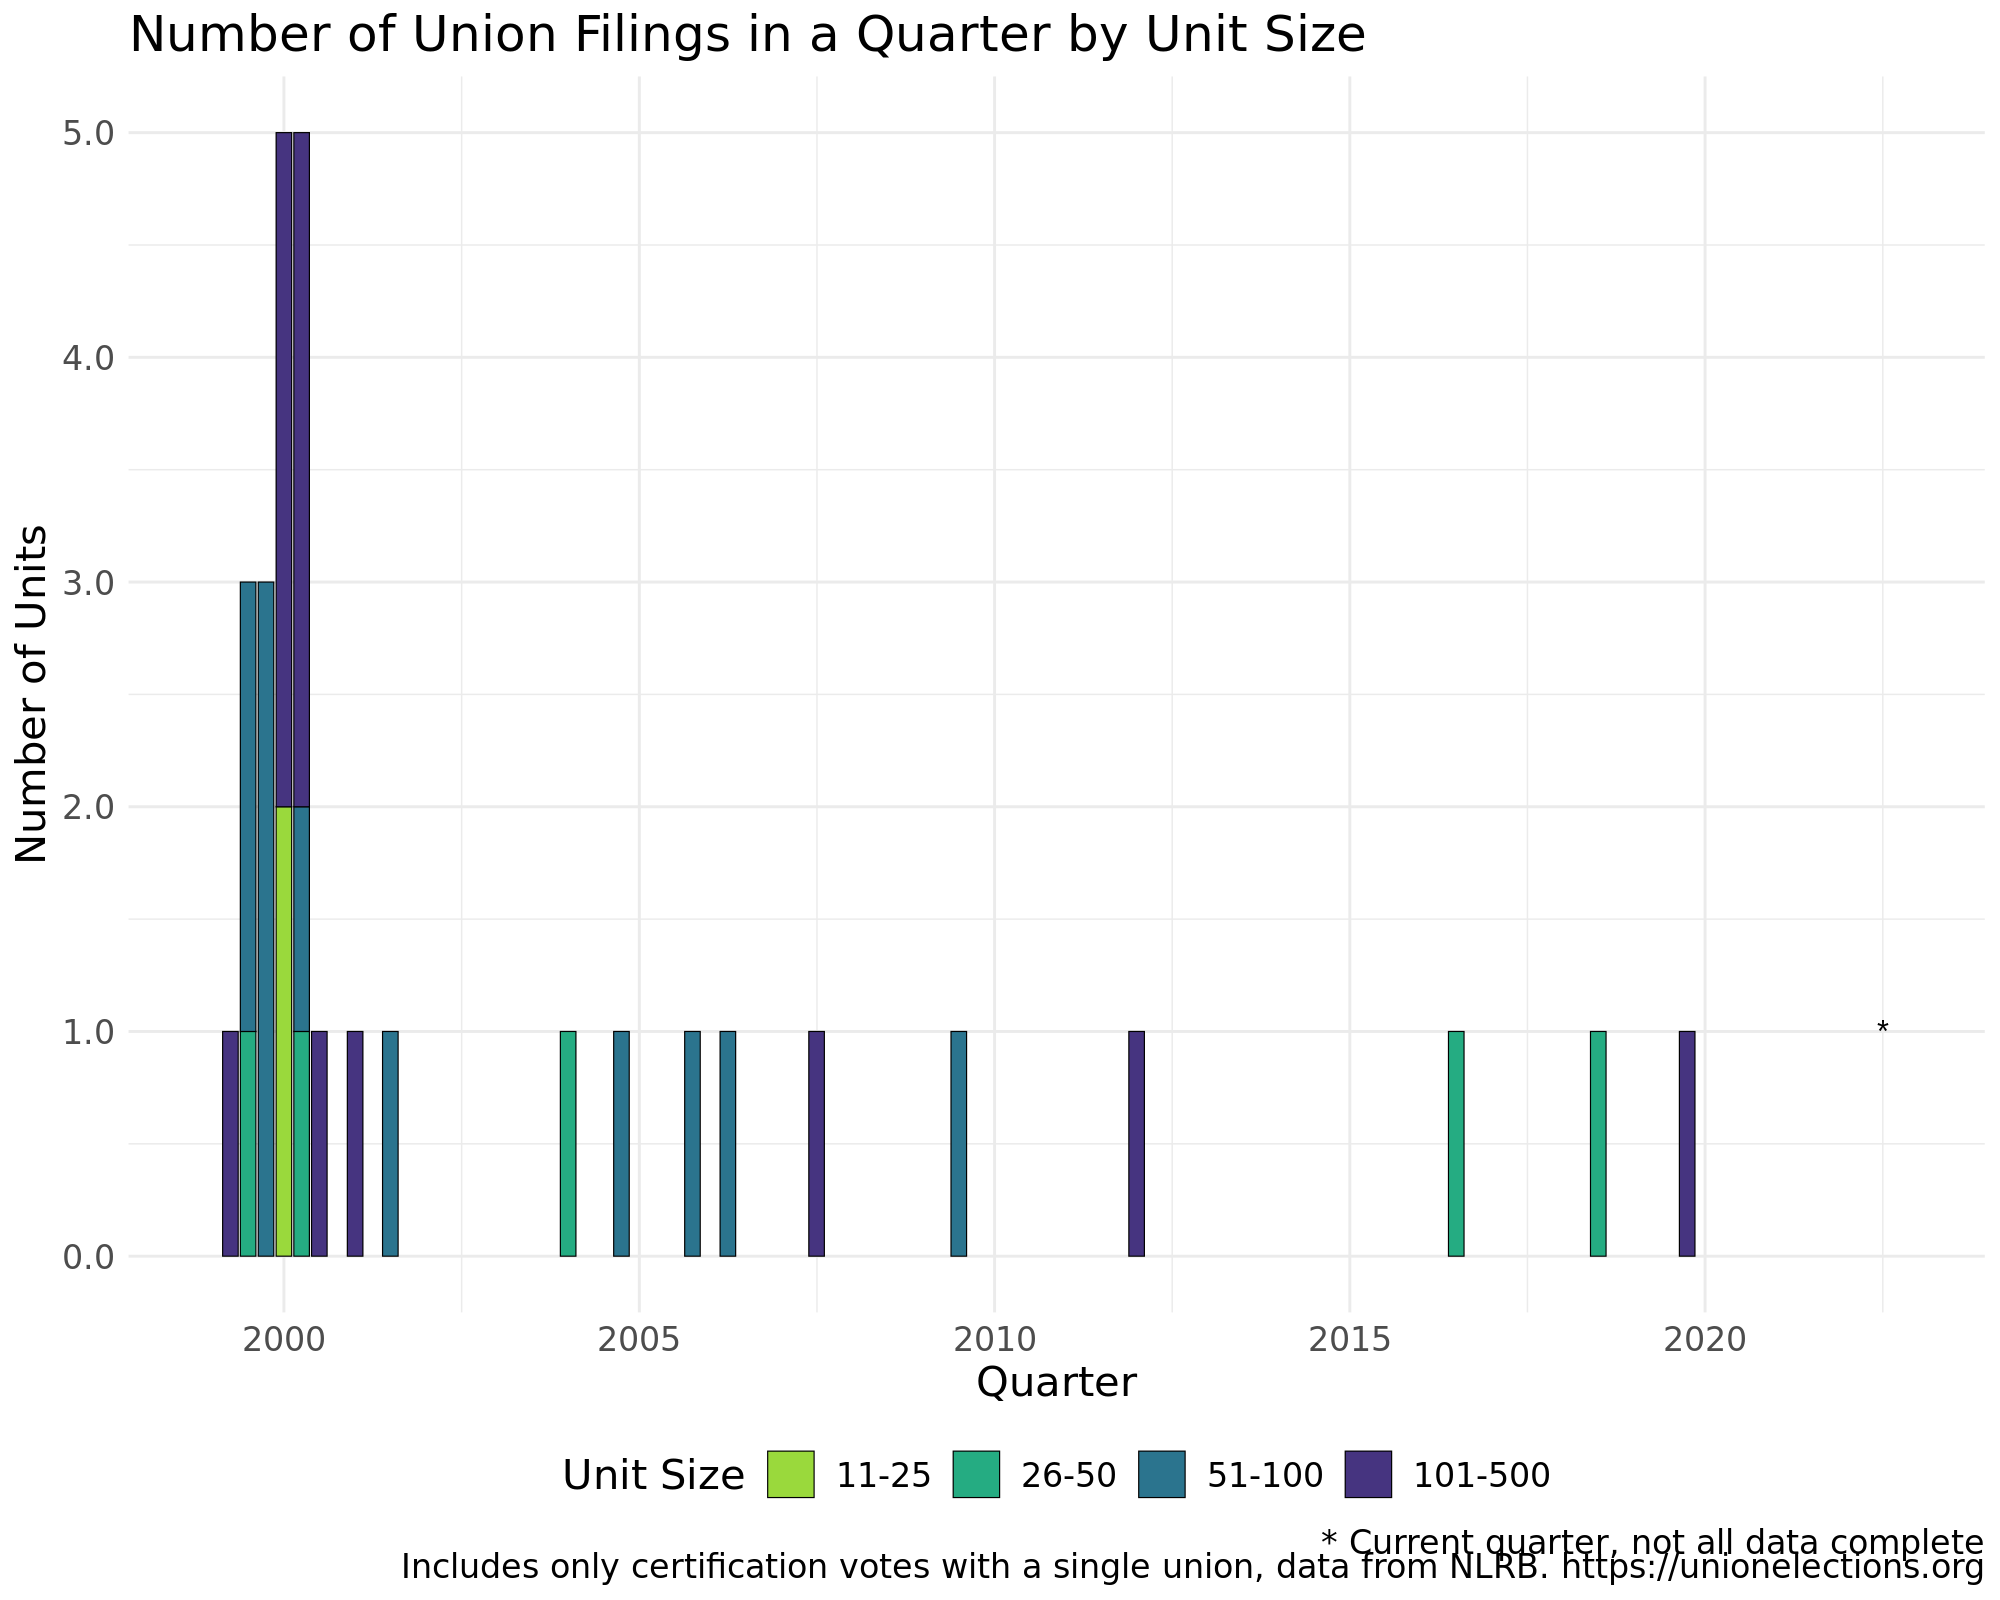 Number of Union Filings in a Quarter by Unit Size
Number of Units
5.0
4.0
3.0
2.0
1.0
0.0
*
2000 2005 2010 2015 2020
Quarter
Unit Size 11-25 26-50 51-100 101-500
* Current quarter, not all data complete
Includes only certification votes with a single union, data from NLRB. https://unionelections.org